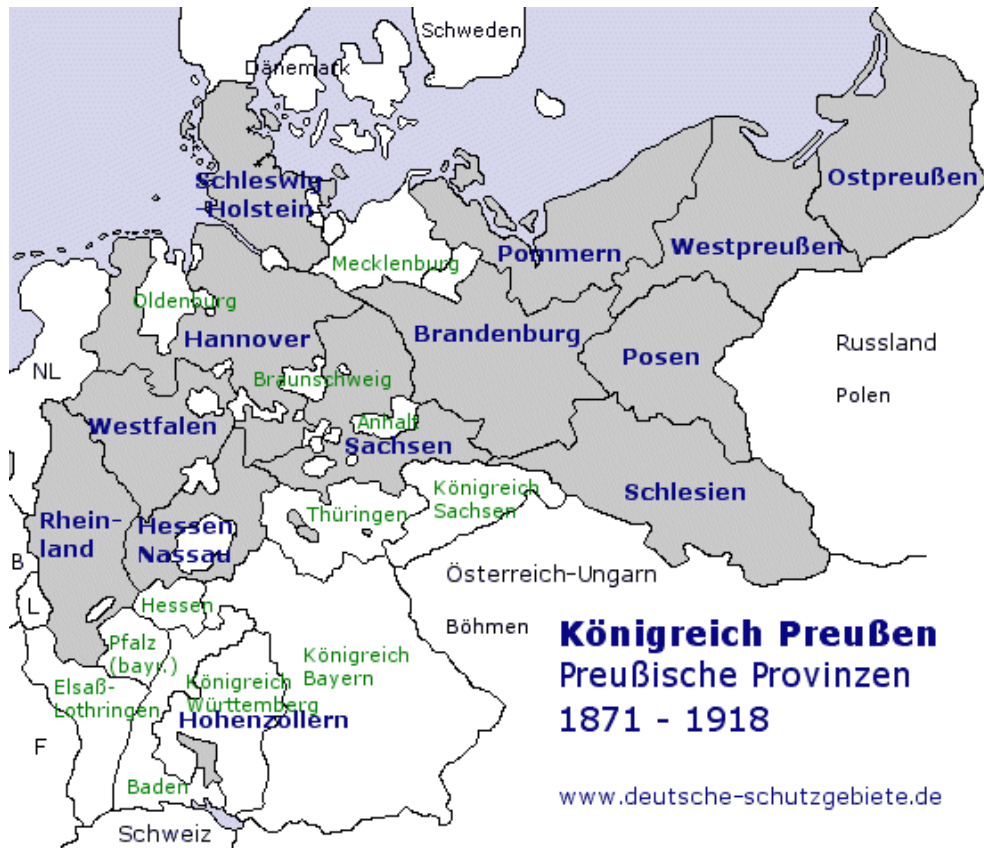 Schweden
Dänemark
Schleswig
-Holstein
Ostpreußen
Pommern
Westpreußen
Mecklenburg
Oldenburg
Hannover
Brandenburg
Posen
Russland
Polen
NL
Braunschweig
Westfalen
Anhalt
Sachsen
Königreich
Sachsen
Schlesien
Rhein-
land
Hessen
Nassau
Thüringen
B
L
Österreich-Ungarn
Böhmen
Hessen
Pfalz
(bayr.)
Königreich
Bayern
Elsaß-
Lothringen
Königreich
Württemberg
Hohenzollern
F
Baden
Schweiz
Königreich Preußen
Preußische Provinzen
1871 - 1918
www.deutsche-schutzgebiete.de